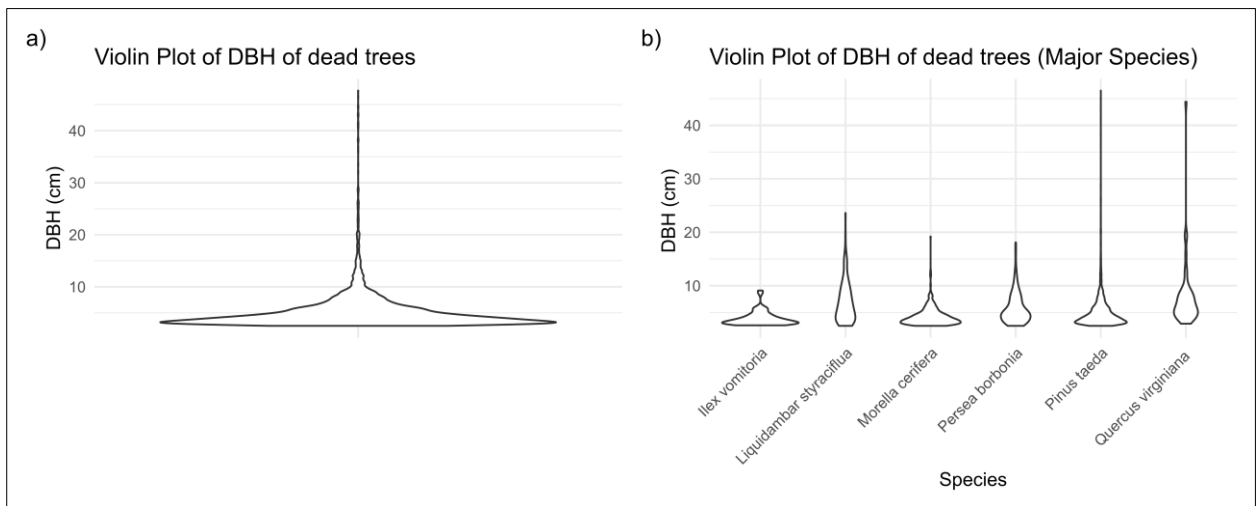 a)
Violin Plot of DBH of dead trees
DBH (cm)
40
30
20
10
b)
Violin Plot of DBH of dead trees (Major Species)
DBH (cm)
40
30
20
10
Ilex vomitoria
Liquidambar styraciflua
Morella cerifera
Persea borbonia
Pinus taeda
Quercus virginiana
Species